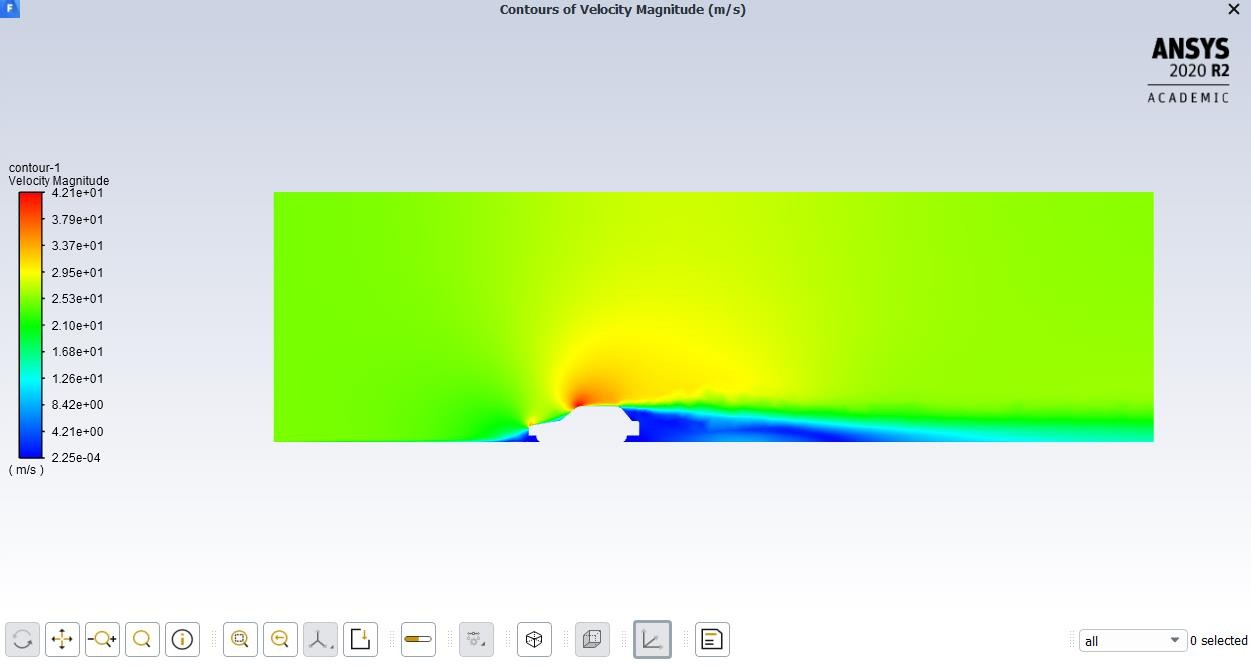 F
Contours of Velocity Magnitude (m/s)
ANSYS
2020 R2
ACADEMIC
contour-1
Velocity Magnitude
4.21e+01
3.79e+01
3.37e+01
2.95e+01
2.53e+01
2.10e+01
1.68e+01
1.26e+01
8.42e+00
4.21e+00
2.25e-04
( m/s )
all
0 selected